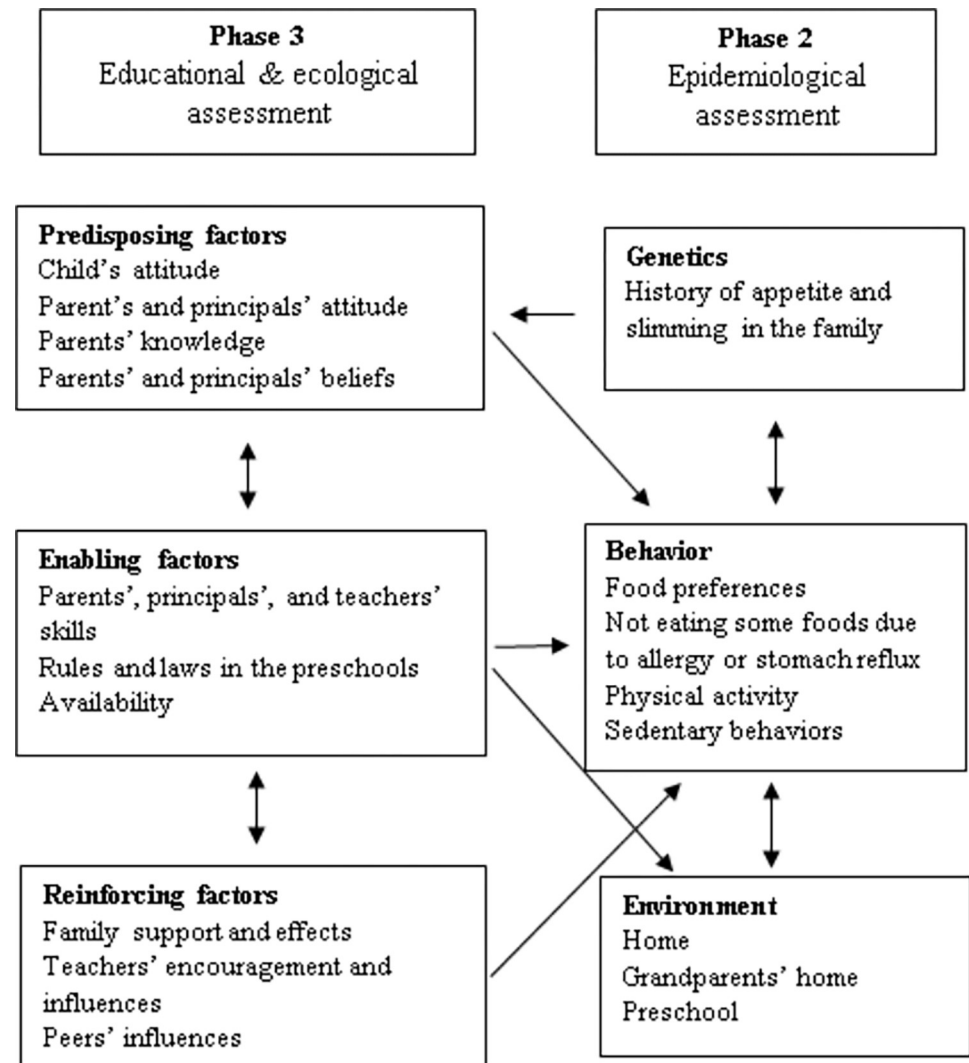 Phase 3
Educational & ecological
assessment
Phase 2
Epidemiological
assessment
Predisposing factors
Child's attitude
Parent's and principals' attitude
Parents' knowledge
Parents' and principals' beliefs
Genetics
History of appetite and
slimming in the family
Enabling factors
Parents', principals', and teachers'
skills
Rules and laws in the preschools
Availability
Behavior
Food preferences
Not eating some foods due
to allergy or stomach reflux
Physical activity
Sedentary behaviors
Reinforcing factors
Family support and effects
Teachers' encouragement and
influences
Peers' influences
Environment
Home
Grandparents' home
Preschool